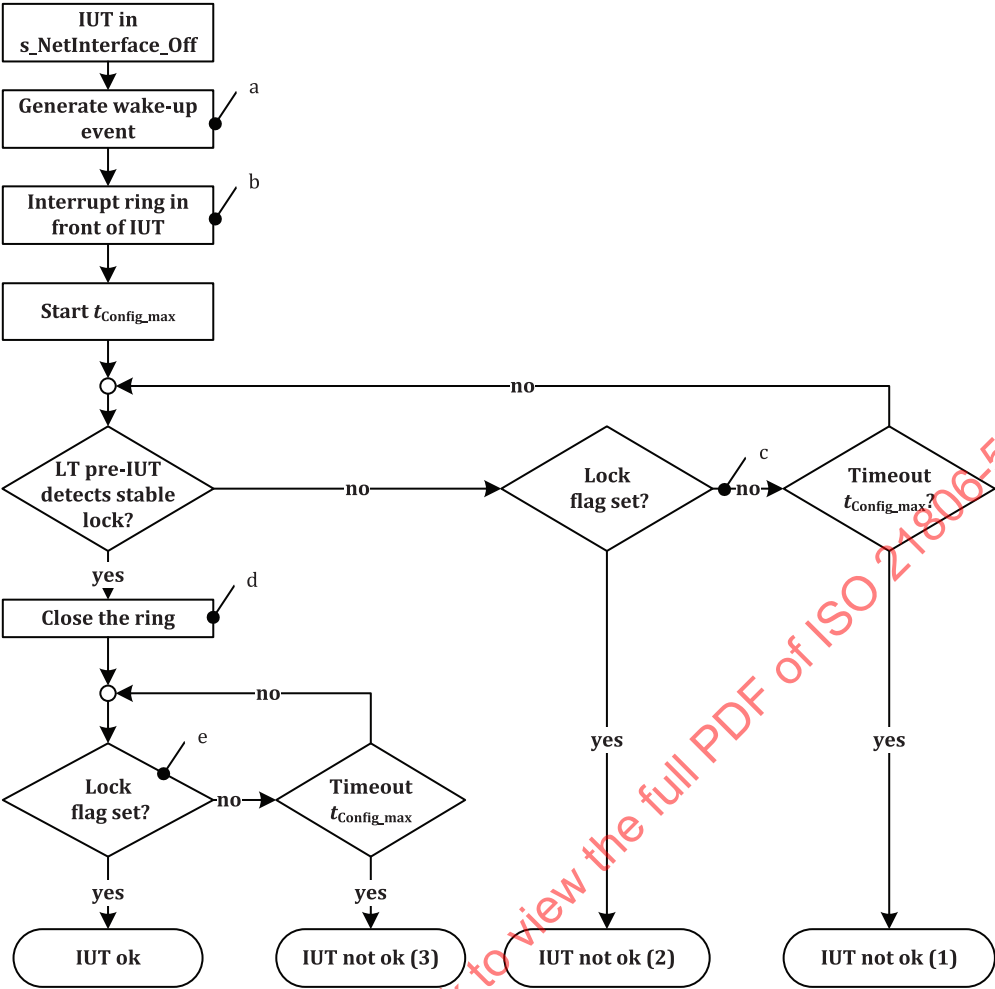 IUT in
s_NetInterface_Off
a
Generate wake-up
event
b
Interrupt ring in
front of IUT
Start tConfig_max
no
LT pre-IUT
detects stable
lock?
no
Lock
flag set?
c
no
Timeout
tConfig_max?
yes
d
Close the ring
no
e
Lock
flag set?
no
Timeout
tConfig_max
yes
yes
yes
yes
IUT ok
IUT not ok (3)
IUT not ok (2)
IUT not ok (1)
to view the full PDF of ISO 21806-5